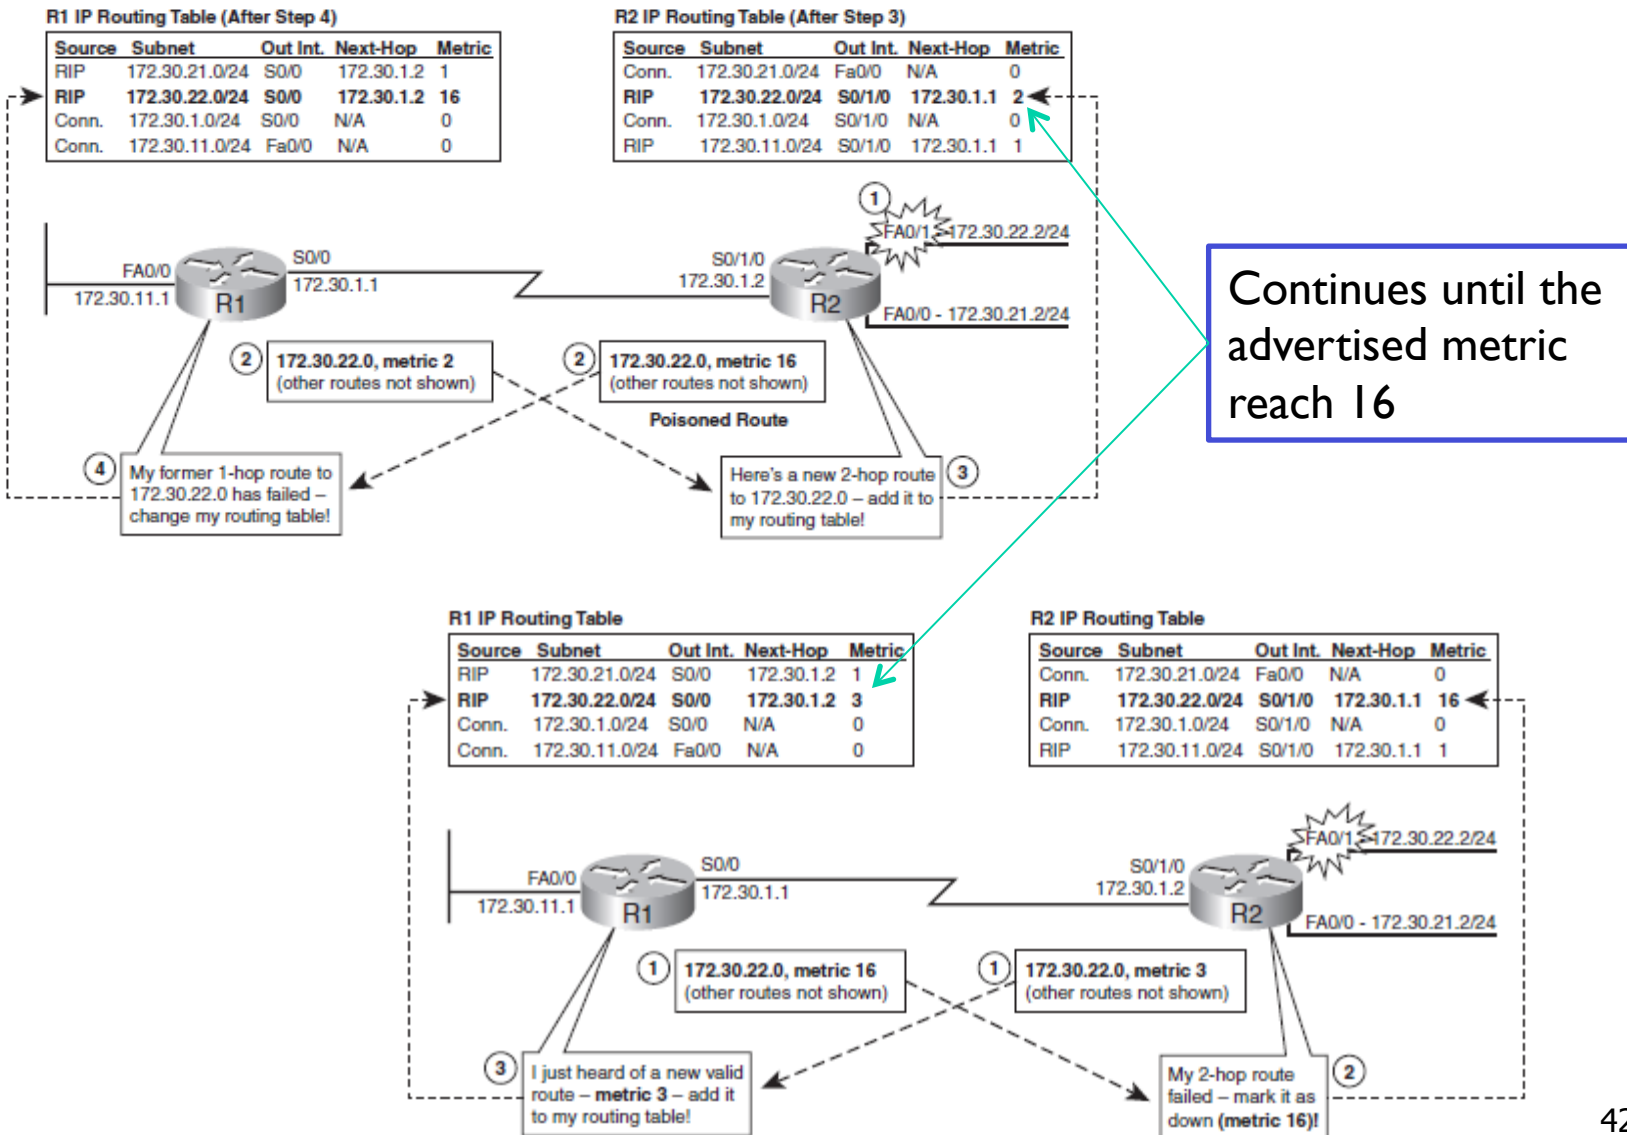 R1 IP Routing Table (After Step 4)
Source Subnet Out Int. Next-Hop Metric
RIP 172.30.21.0/24 S0/0 172.30.1.2 1
RIP 172.30.22.0/24 S0/0 172.30.1.2 16
Conn. 172.30.1.0/24 S0/0 N/A 0
Conn. 172.30.11.0/24 Fa0/0 N/A 0
R2 IP Routing Table (After Step 3)
Source Subnet Out Int. Next-Hop Metric
Conn. 172.30.21.0/24 Fa0/0 N/A 0
RIP 172.30.22.0/24 S0/1/0 172.30.1.1 2
Conn. 172.30.1.0/24 S0/1/0 N/A 0
RIP 172.30.11.0/24 S0/1/0 172.30.1.1 1
1
FA0/1 - 172.30.22.2/24
FA0/0
172.30.11.1
R1
S0/0
172.30.1.1
S0/1/0
172.30.1.2
R2
FA0/0 - 172.30.21.2/24
Continues until the
advertised metric
reach 16
2
172.30.22.0, metric 2
(other routes not shown)
2
172.30.22.0, metric 16
(other routes not shown)
Poisoned Route
4
My former 1-hop route to
172.30.22.0 has failed –
change my routing table!
Here's a new 2-hop route
to 172.30.22.0 – add it to
my routing table!
3
R1 IP Routing Table
Source Subnet Out Int. Next-Hop Metric
RIP 172.30.21.0/24 S0/0 172.30.1.2 1
RIP 172.30.22.0/24 S0/0 172.30.1.2 3
Conn. 172.30.1.0/24 S0/0 N/A 0
Conn. 172.30.11.0/24 Fa0/0 N/A 0
R2 IP Routing Table
Source Subnet Out Int. Next-Hop Metric
Conn. 172.30.21.0/24 Fa0/0 N/A 0
RIP 172.30.22.0/24 S0/1/0 172.30.1.1 16
Conn. 172.30.1.0/24 S0/1/0 N/A 0
RIP 172.30.11.0/24 S0/1/0 172.30.1.1 1
FA0/1 - 172.30.22.2/24
FA0/0
172.30.11.1
R1
S0/0
172.30.1.1
S0/1/0
172.30.1.2
R2
FA0/0 - 172.30.21.2/24
1
172.30.22.0, metric 16
(other routes not shown)
1
172.30.22.0, metric 3
(other routes not shown)
3
I just heard of a new valid
route – metric 3 – add it
to my routing table!
My 2-hop route
failed – mark it as
down (metric 16)!
2
42